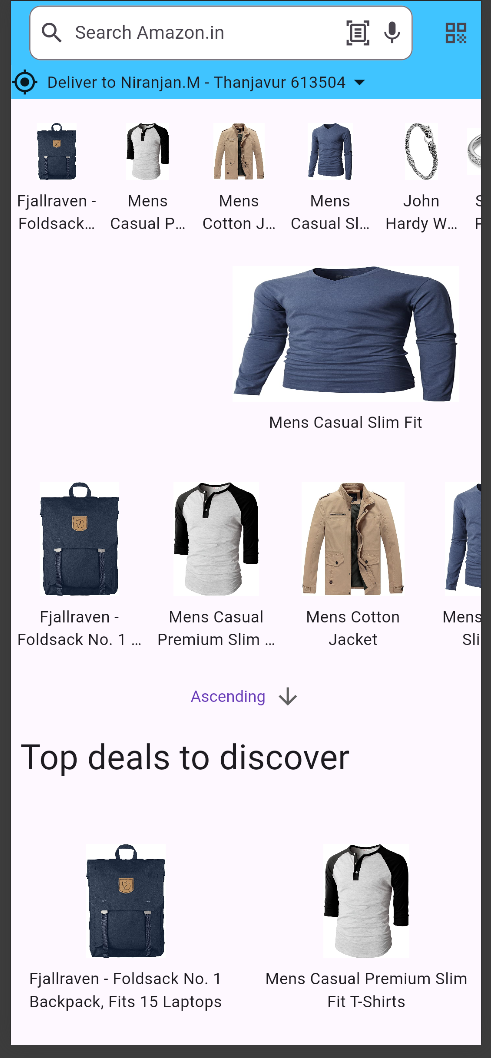 Search Amazon.in
Deliver to Niranjan.M - Thanjavur 613504
Fjallraven - Foldsack…
Mens Casual P…
Mens Cotton J…
Mens Casual Sl…
John Hardy W…
Mens Casual Slim Fit
Fjallraven -
Foldsack No. 1 …
Mens Casual
Premium Slim …
Mens Cotton
Jacket
Mens
Sli
Ascending
Top deals to discover
Fjallraven - Foldsack No. 1
Backpack, Fits 15 Laptops
Mens Casual Premium Slim
Fit T-Shirts